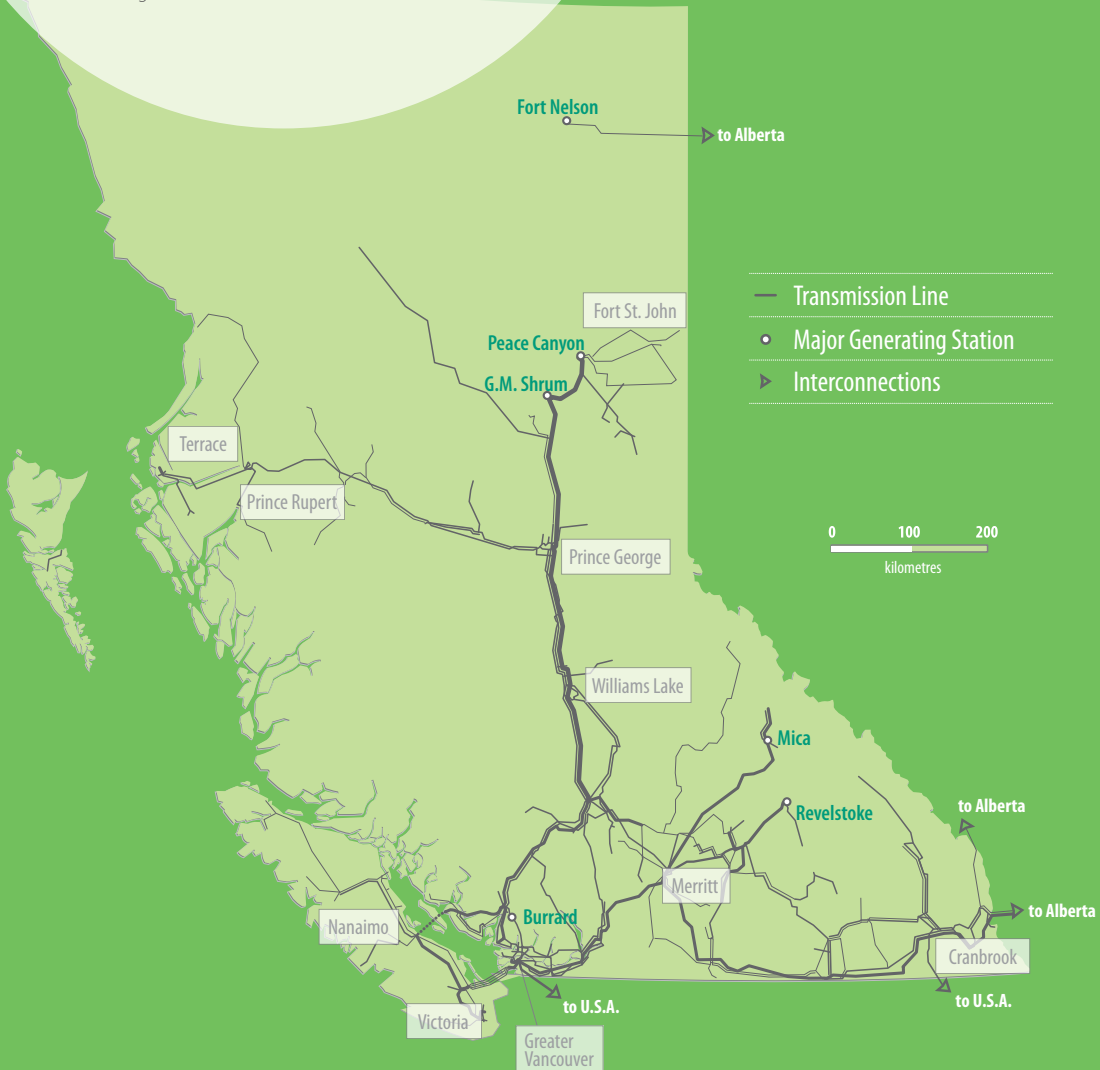 Fort Nelson
to Alberta
Transmission Line
Major Generating Station
Interconnections
Fort St. John
Peace Canyon
G.M. Shrum
Terrace
Prince Rupert
0 100 200
kilometres
Prince George
Williams Lake
Mica
Revelstoke
to Alberta
Merritt
to Alberta
Burrard
Nanaimo
Cranbrook
to U.S.A.
to U.S.A.
Victoria
Greater
Vancouver